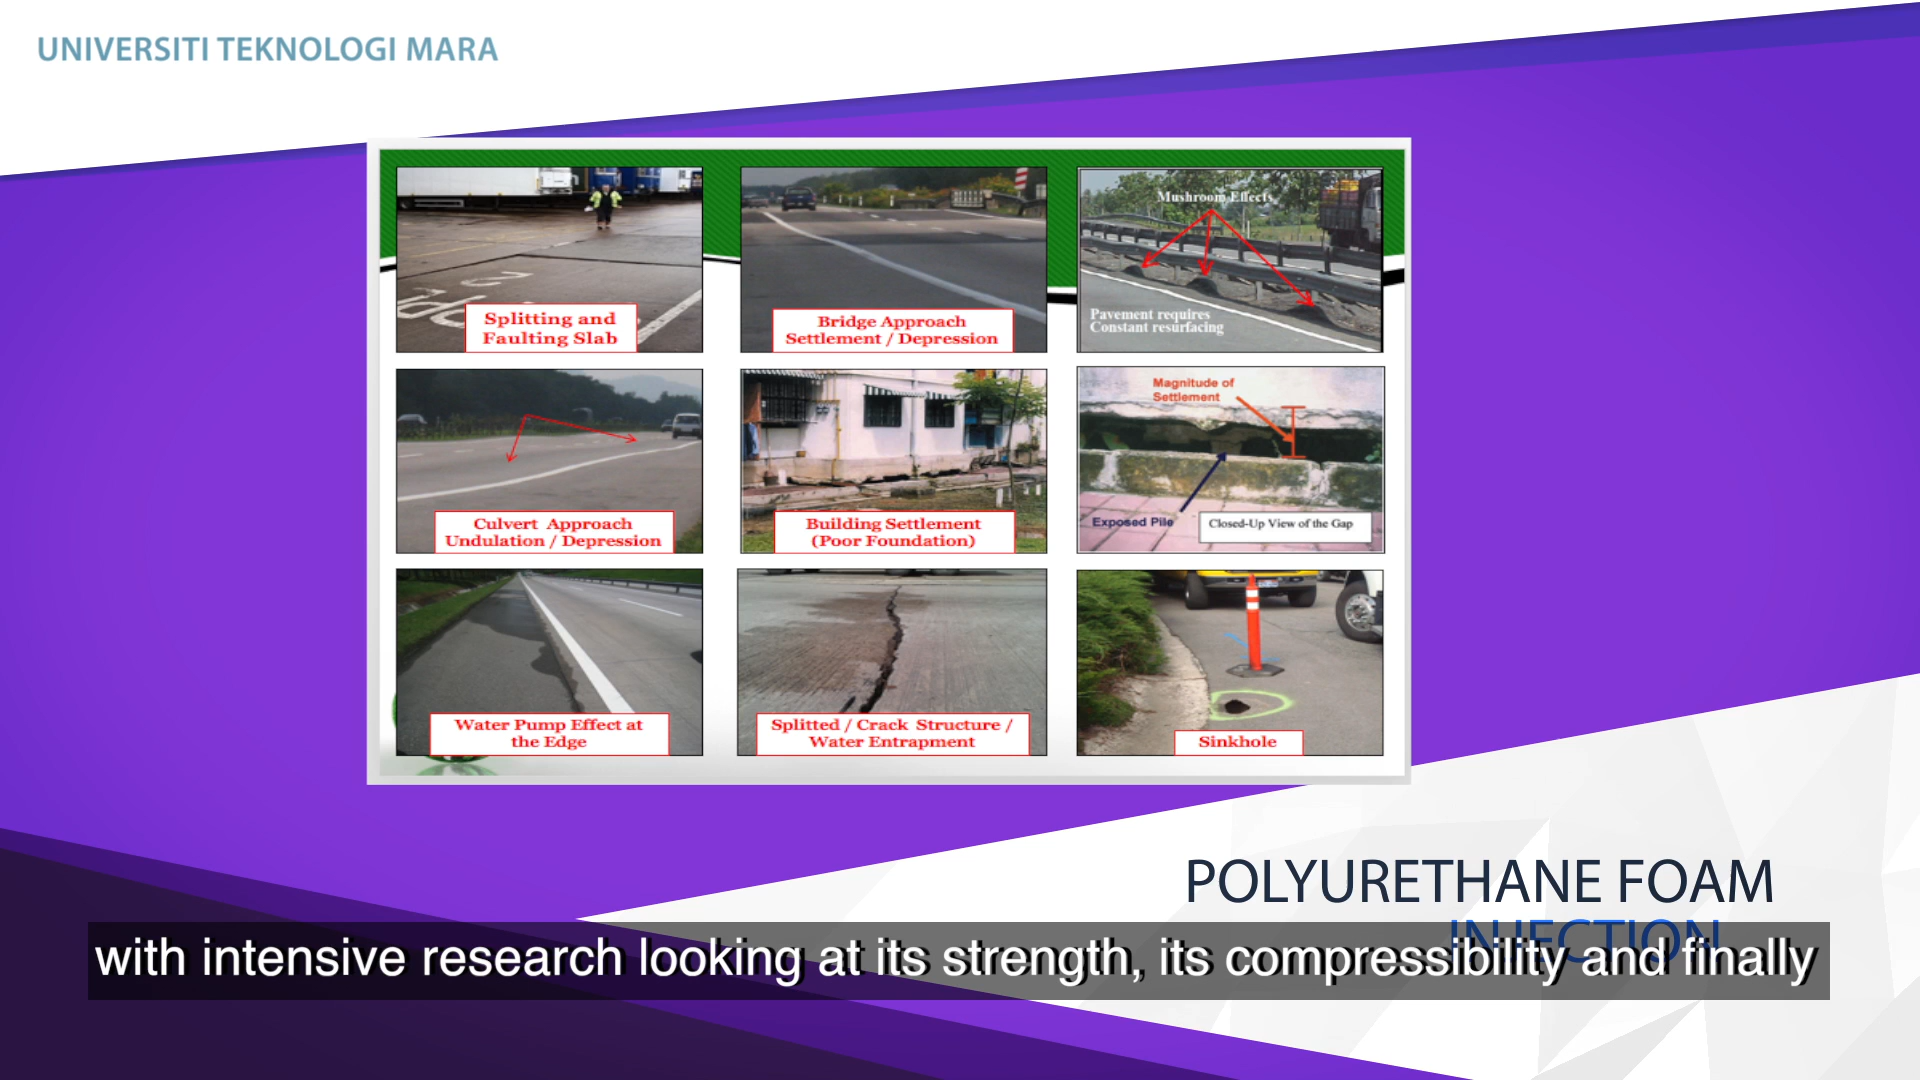 UNIVERSITI TEKNOLOGI MARA
Splitting and
Faulting Slab
Bridge Approach
Settlement / Depression
Mushroom Effects
Pavement requires
Constant resurfacing
Culvert Approach
Undulation / Depression
Building Settlement
(Poor Foundation)
Magnitude of
Settlement
Exposed Pile
Closed-Up View of the Gap
Water Pump Effect at
the Edge
Splitted / Crack Structure /
Water Entrapment
Sinkhole
POLYURETHANE FOAM
INJECTION
with intensive research looking at its strength, its compressibility and finally